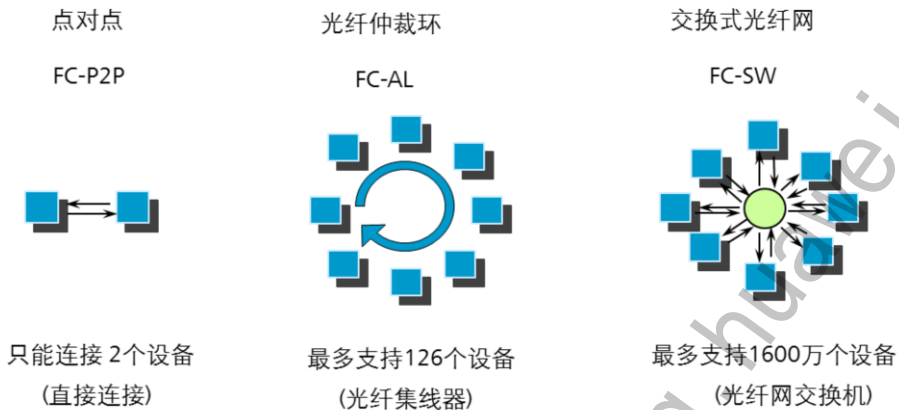 点对点
光纤仲裁环
交换式光纤网
FC-P2P
FC-AL
FC-SW
只能连接 2个设备
最多支持126个设备
最多支持1600万个设备
(直接连接)
(光纤集线器)
(光纤网交换机)
g huawei